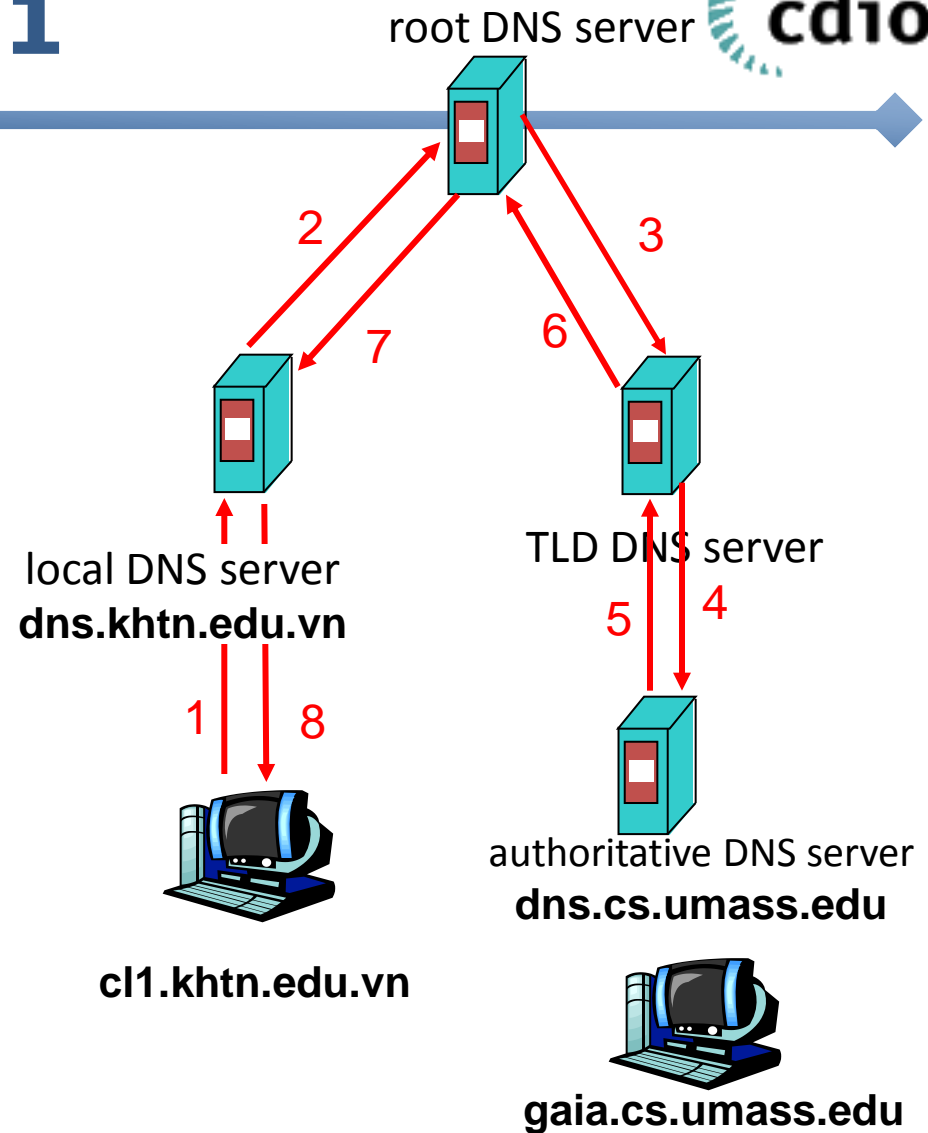 1
root DNS server
cdio
2
3
7
6
local DNS server
dns.khtn.edu.vn
TLD DNS server
5
4
1
8
authoritative DNS server
dns.cs.umass.edu
cl1.khtn.edu.vn
gaia.cs.umass.edu